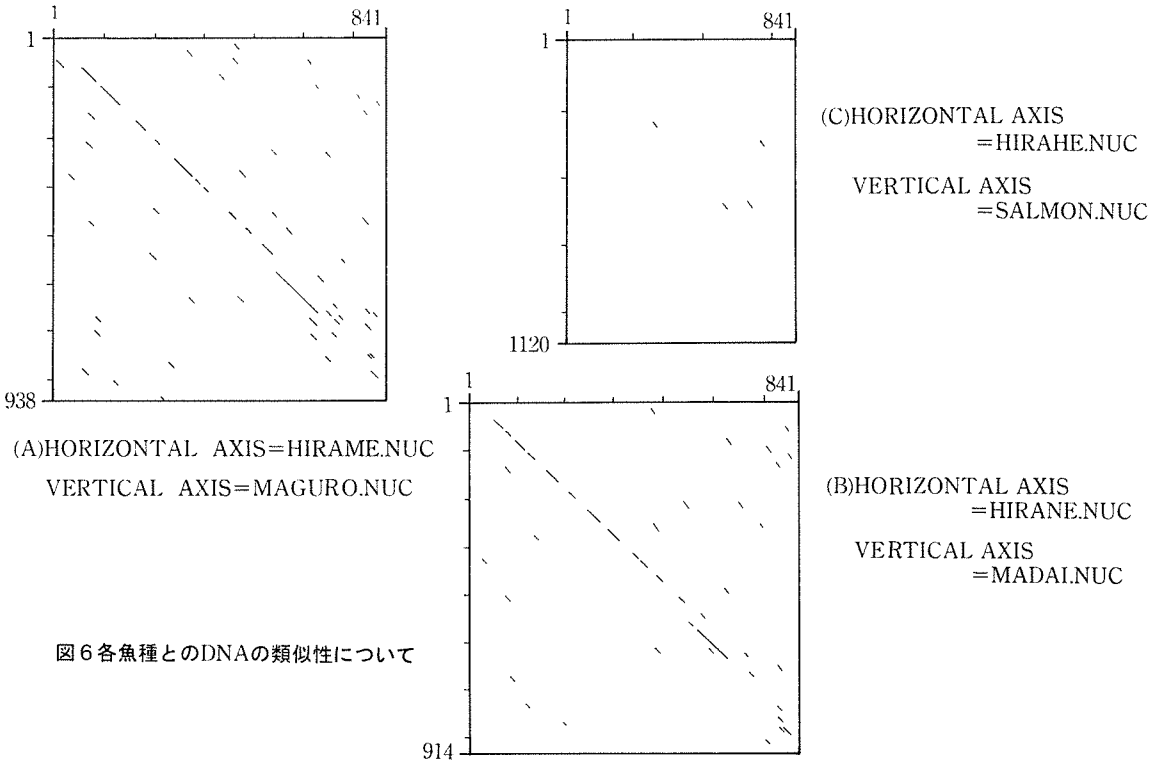 1
841
1
938
(A)HORIZONTAL AXIS=HIRAME.NUC
VERTICAL AXIS=MAGURO.NUC
1
841
1
1120
(C)HORIZONTAL AXIS
=HIRAHE.NUC
VERTICAL AXIS
=SALMON.NUC
1
841
1
914
(B)HORIZONTAL AXIS
=HIRANE.NUC
VERTICAL AXIS
=MADAI.NUC
図6各魚種とのDNAの類似性について